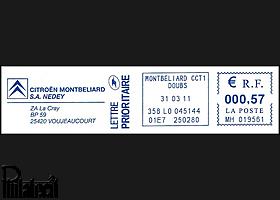 CITROËN MONTBELIARD
S.A. NEDEY
ZA La Cray
BP 59
25420 VOUJEAUCOURT
LETTRE
PRIORITAIRE
MONTBELIARD CCT1
DOUBS
31 03 11
358 L0 045144
01E7 250280
€ R.F.
000,57
LA POSTE
MH 019561